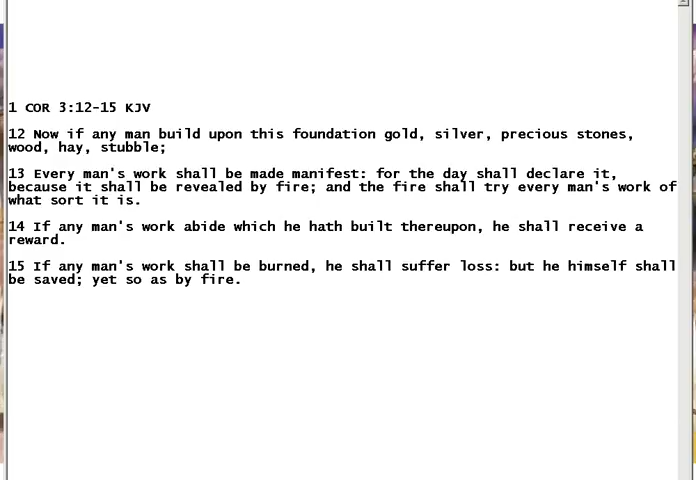 1 COR 3:12-15 KJV
12 Now if any man build upon this foundation gold, silver, precious stones,
wood, hay, stubble;
13 Every man's work shall be made manifest: for the day shall declare it,
because it shall be revealed by fire; and the fire shall try every man's work of
what sort it is.
14 If any man's work abide which he hath built thereupon, he shall receive a
reward.
15 If any man's work shall be burned, he shall suffer loss: but he himself shall
be saved; yet so as by fire.